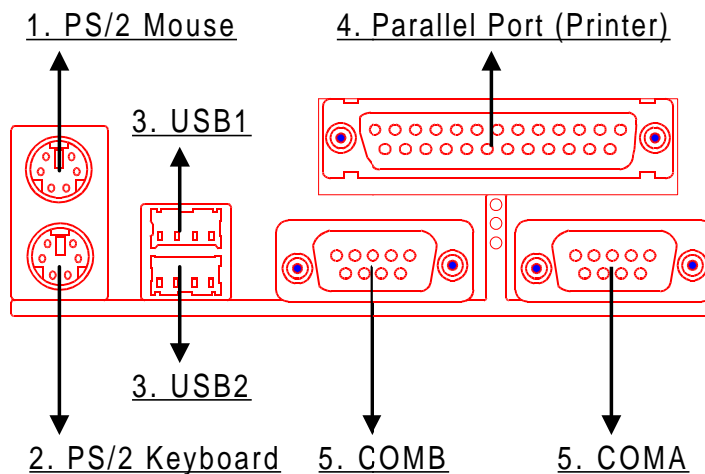 1. PS/2 Mouse
4. Parallel Port (Printer)
3. USB1
3. USB2
2. PS/2 Keyboard
5. COMB
5. COMA